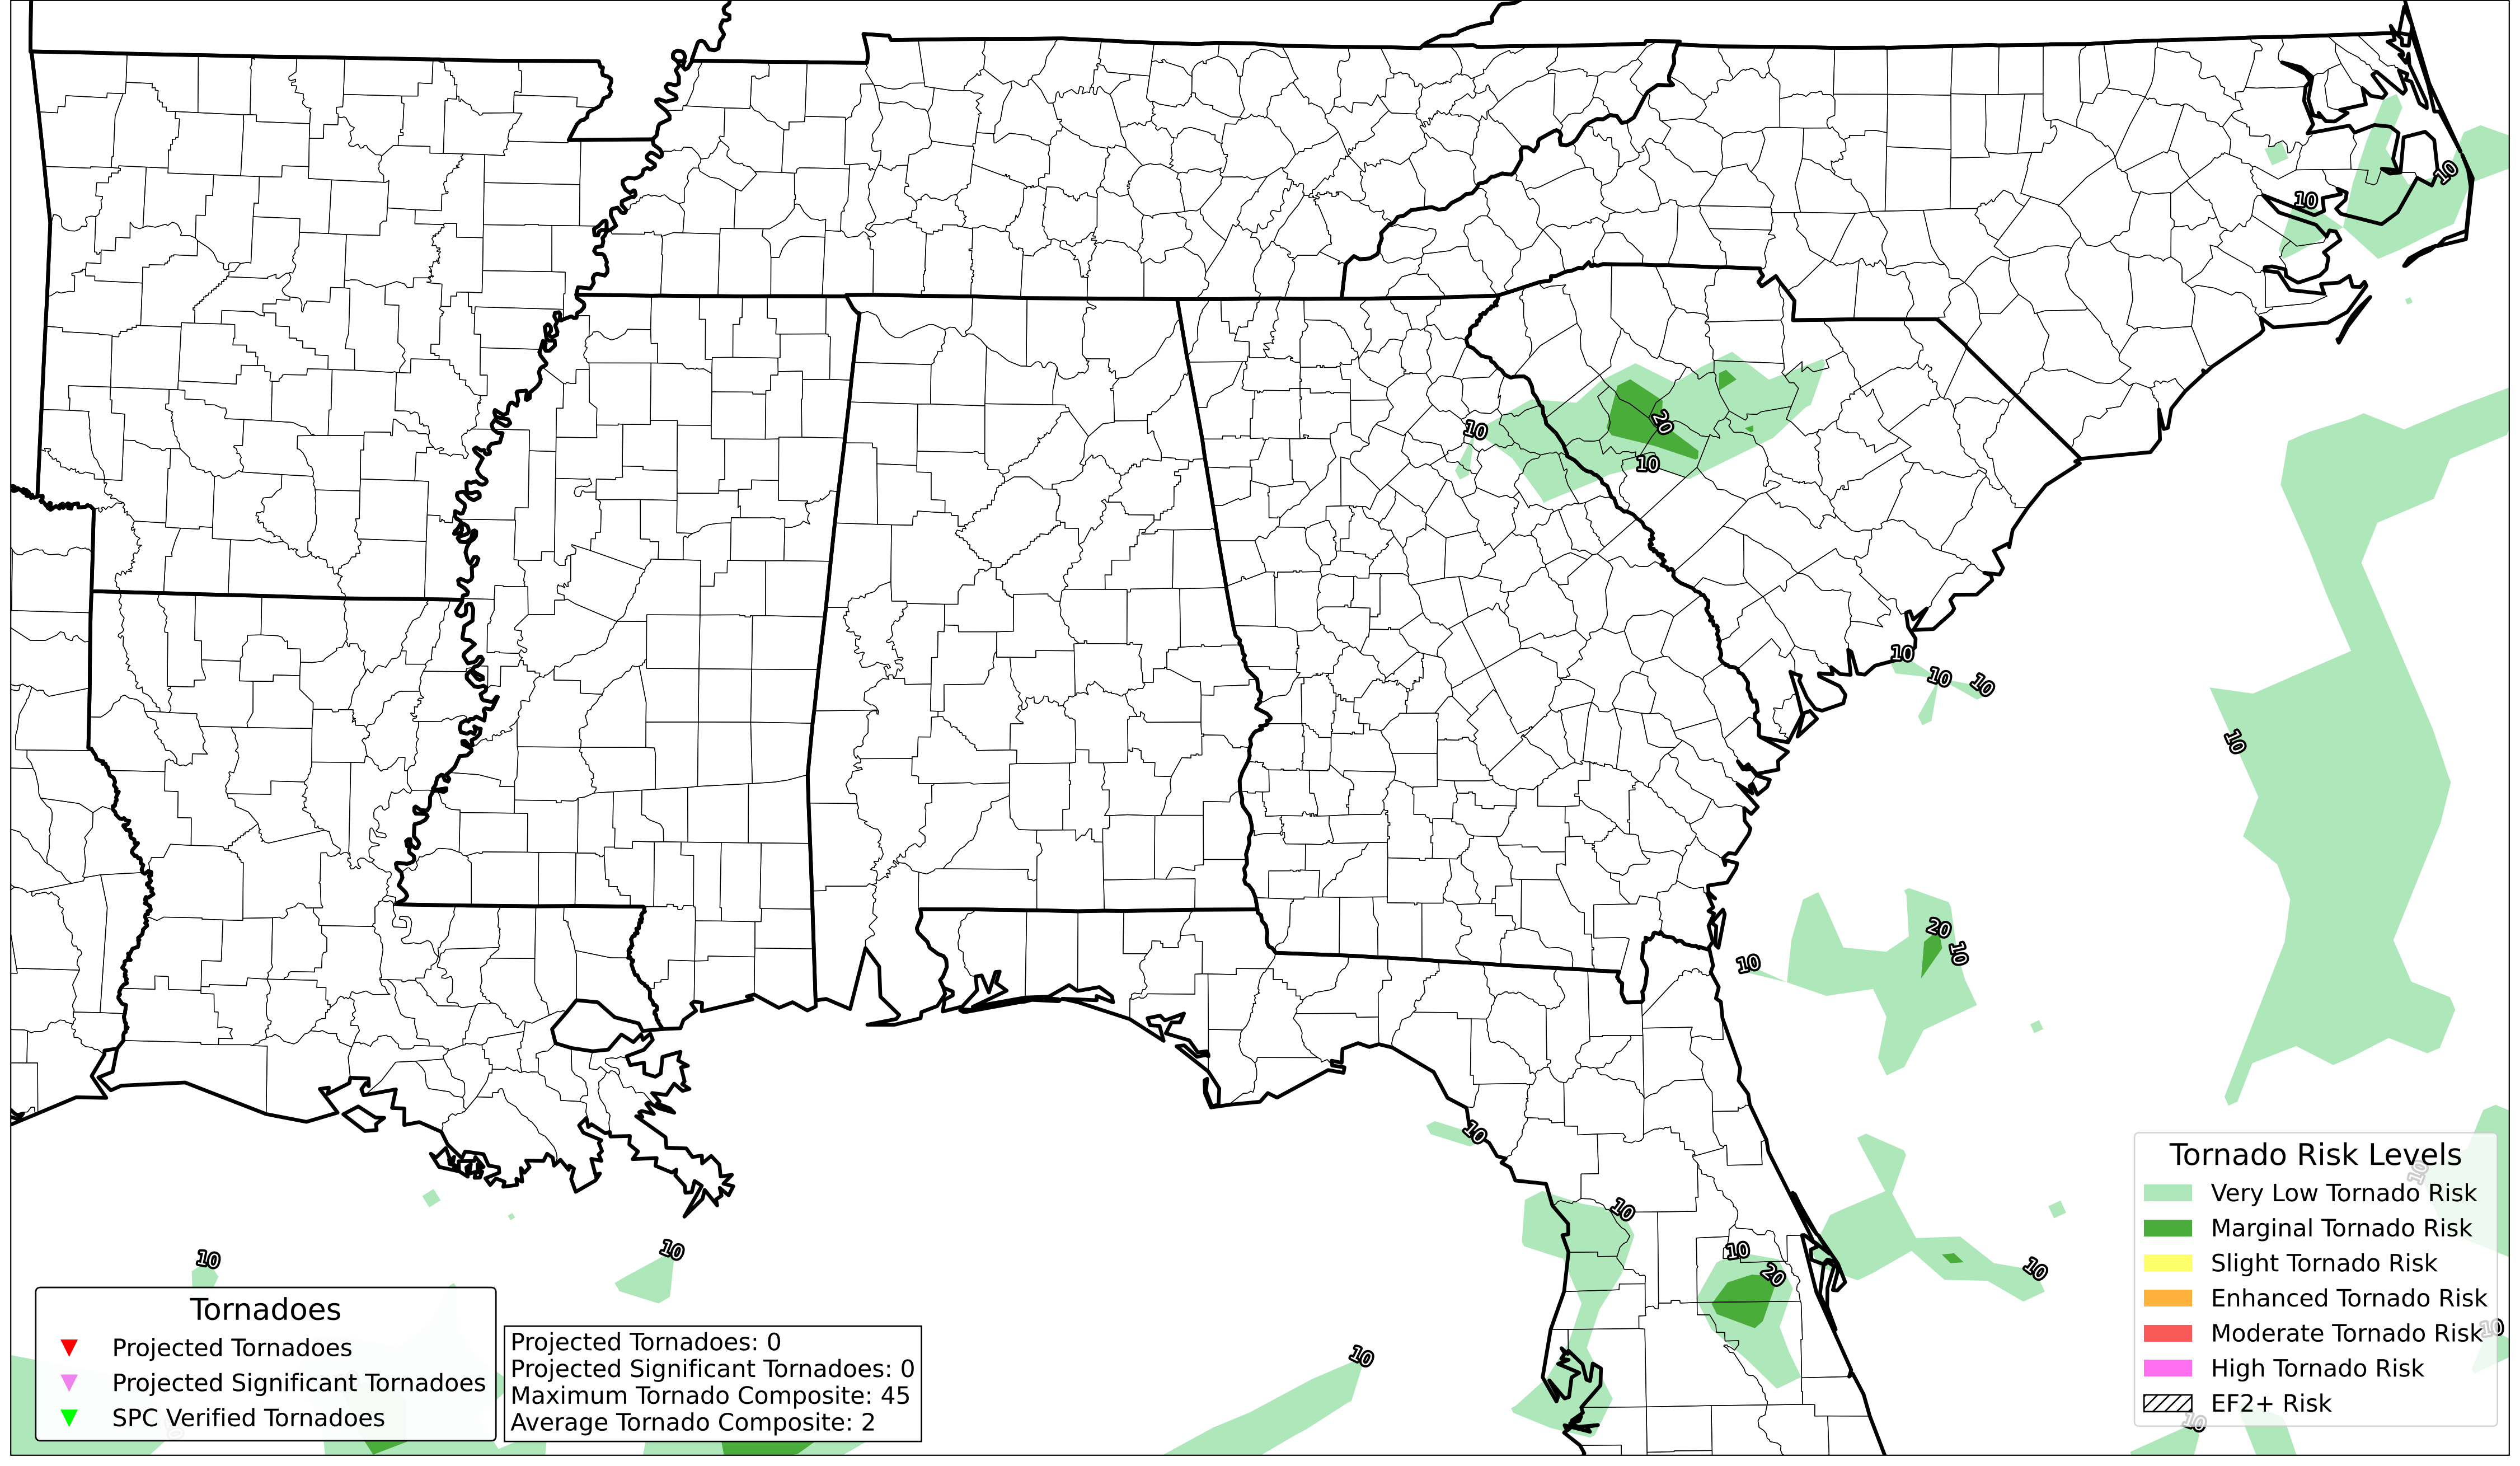 10
10
20
10
10
10
10
10
10
20
10
10
10
10
10
20
10
10
10
10
10
10
10
Tornado Risk Levels
Very Low Tornado Risk
Marginal Tornado Risk
Slight Tornado Risk
Enhanced Tornado Risk
Moderate Tornado Risk
High Tornado Risk
EF2+ Risk
Tornadoes
Projected Tornadoes
Projected Significant Tornadoes
SPC Verified Tornadoes
Projected Tornadoes: 0
Projected Significant Tornadoes: 0
Maximum Tornado Composite: 45
Average Tornado Composite: 2